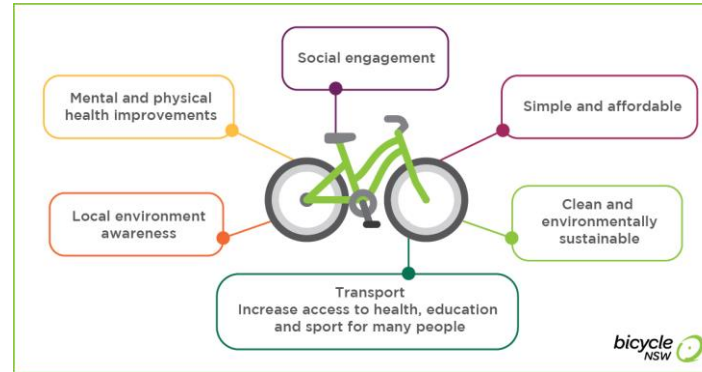 Social engagement
Mental and physical
health improvements
Simple and affordable
Local environment
awareness
Clean and
environmentally
sustainable
Transport
Increase access to health, education
and sport for many people
bicycle
NSW